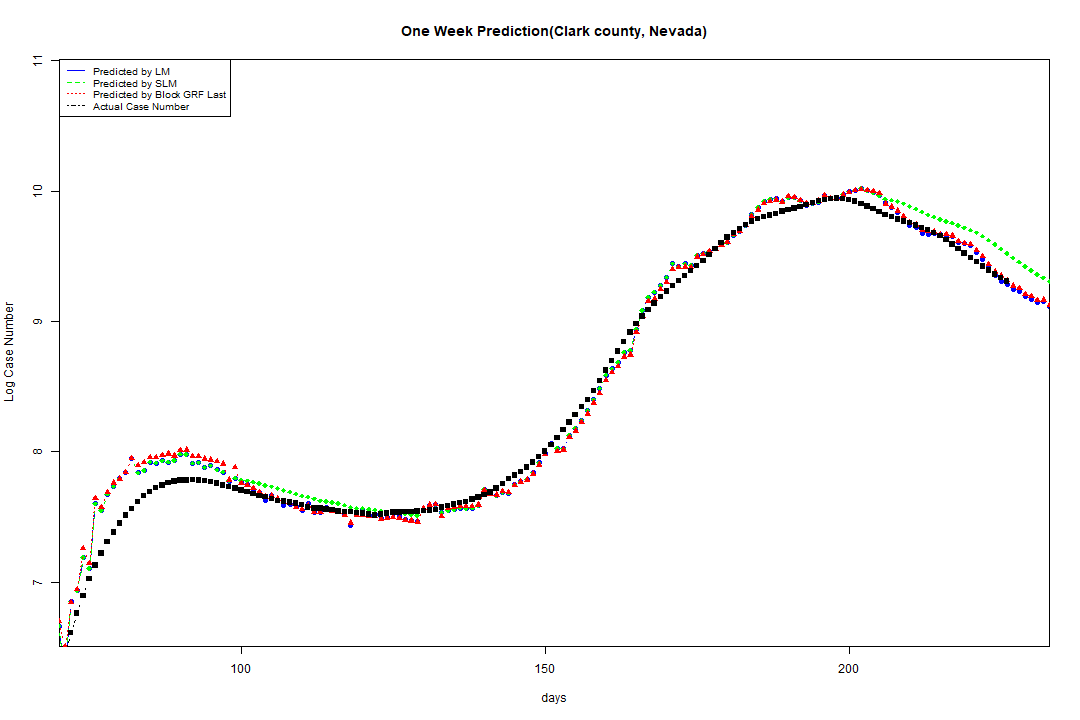 One Week Prediction(Clark county, Nevada)
11
Predicted by LM
Predicted by SLM
Predicted by Block GRF Last
Actual Case Number
10
9
8
7
Log Case Number
100
150
200
days